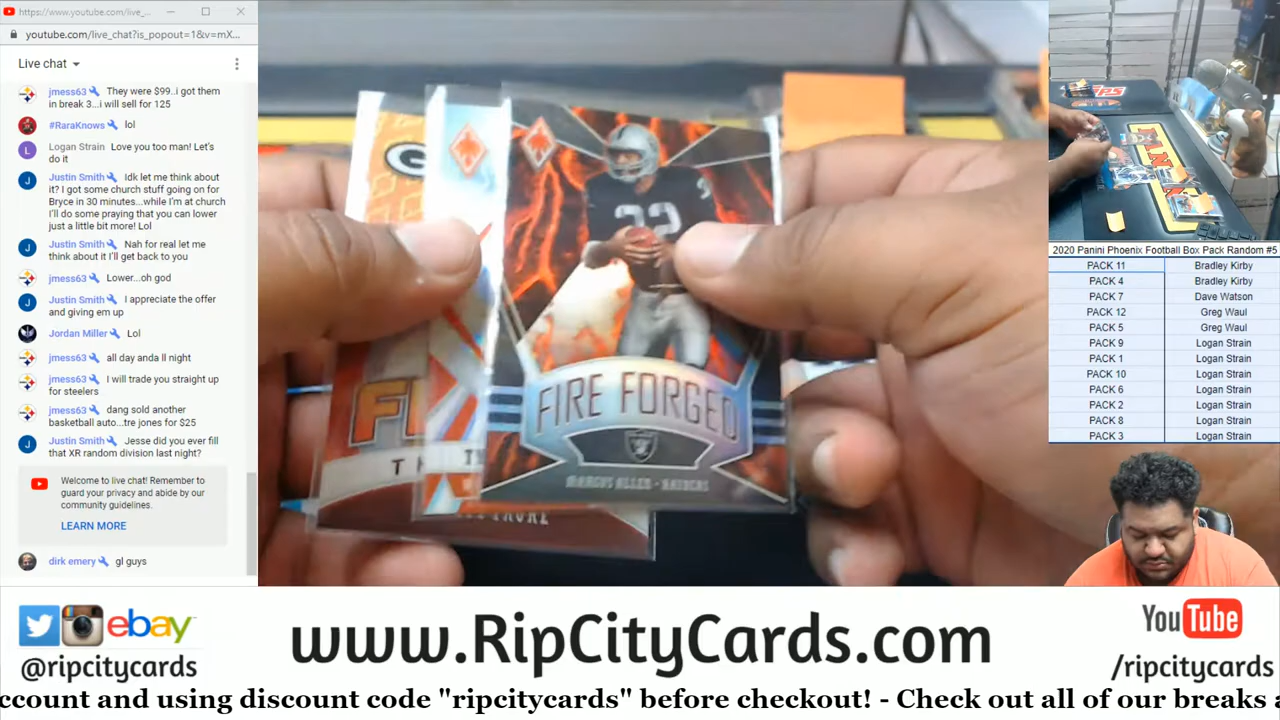 https://www.youtube.com/live_...
youtube.com/live_chat?is_popout=1&v=mX...
Live chat
jmess63 They were $99..i got them
in break 3...i will sell for 125
#RaraKnows lol
Logan Strain Love you too man! Let's
do it
Justin Smith Idk let me think about
it? I got some church stuff going on for
Bryce in 30 minutes...while I'm at church
I'll do some praying that you can lower
just a little bit more! Lol
Justin Smith Nah for real let me
think about it I'll get back to you
jmess63 Lower...oh god
Justin Smith I appreciate the offer
and giving em up
Jordan Miller Lol
jmess63 all day anda ll night
jmess63 I will trade you straight up
for steelers
jmess63 dang sold another
basketball auto...tre jones for $25
Justin Smith Jesse did you ever fill
that XR random division last night?
Welcome to live chat! Remember to
guard your privacy and abide by our
community guidelines.
LEARN MORE
dirk emery gl guys
G
32
FIRE FORGED
MARCUS ALLEN - RAIDERS
2020 Panini Phoenix Football Box Pack Random #5
PACK 11 Bradley Kirby
PACK 4 Bradley Kirby
PACK 7 Dave Watson
PACK 12 Greg Waul
PACK 5 Greg Waul
PACK 9 Logan Strain
PACK 1 Logan Strain
PACK 10 Logan Strain
PACK 6 Logan Strain
PACK 2 Logan Strain
PACK 8 Logan Strain
PACK 3 Logan Strain
ebay
@ripcitycards
www.RipCityCards.com
YouTube
/ripcitycards
ccount and using discount code "ripcitycards" before checkout! - Check out all of our breaks a